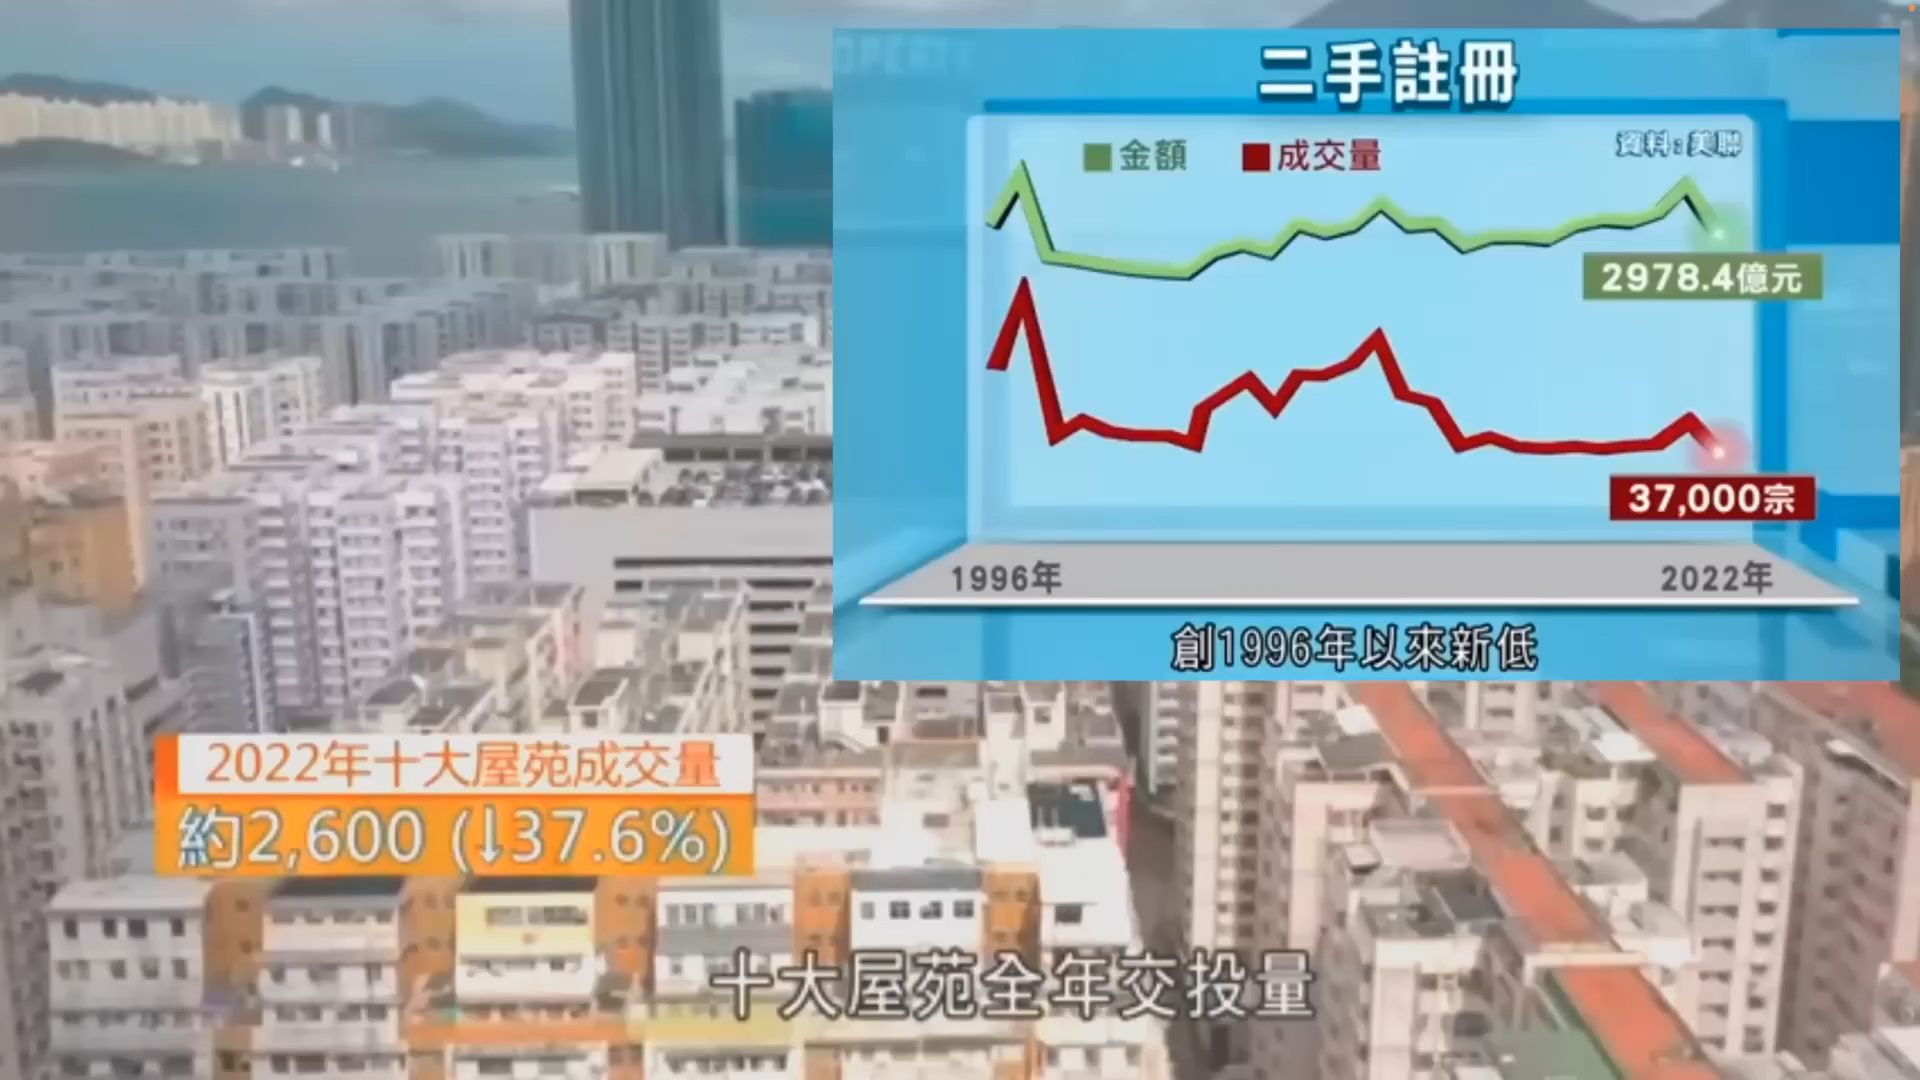 二手註冊
金額 成交量
資料:美聯
2978.4億元
37,000宗
1996年 2022年
創1996年以來新低
2022年十大屋苑成交量
約2,600 (↓37.6%)
十大屋苑全年交投量